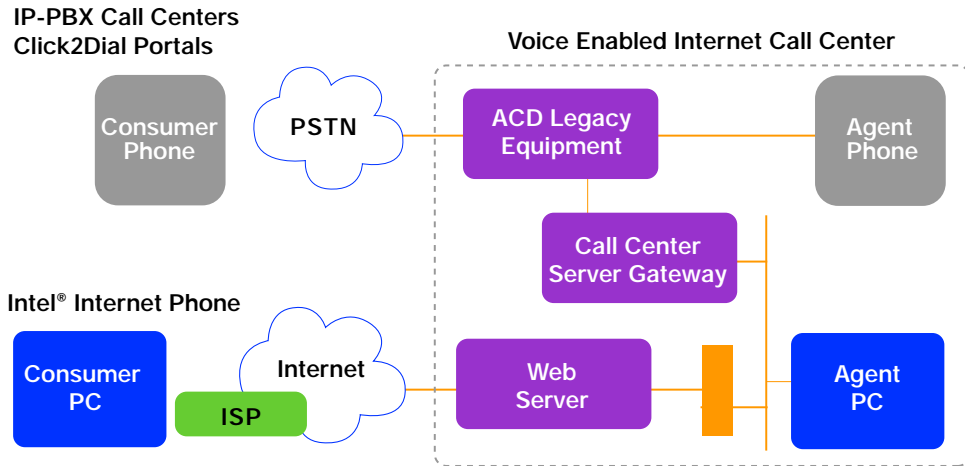 IP-PBX Call Centers
Click2Dial Portals
Voice Enabled Internet Call Center
Consumer
Phone
PSTN
ACD Legacy
Equipment
Agent
Phone
Call Center
Server Gateway
Intel® Internet Phone
Consumer
PC
Internet
ISP
Web
Server
Agent
PC